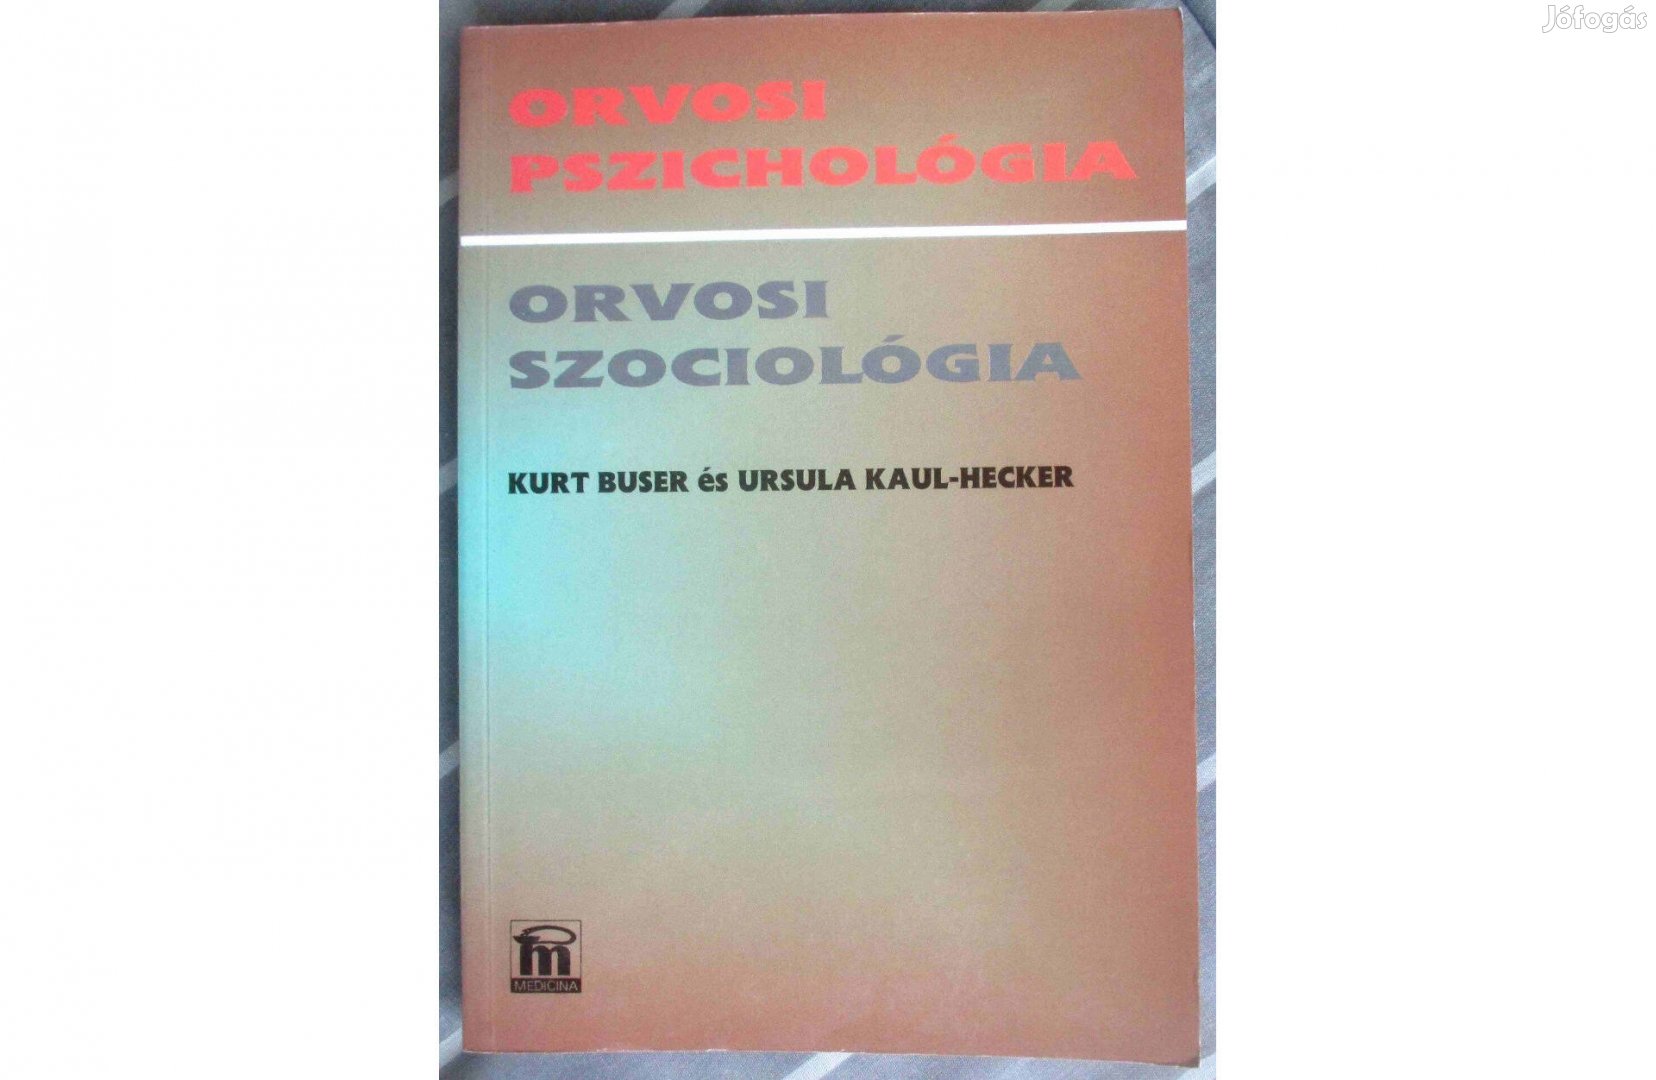 Jófogás
ORVOSI
PSZICHOLÓGIA
ORVOSI
SZOCIOLÓGIA
KURT BUSER és URSULA KAUL-HECKER
m
MEDICINA